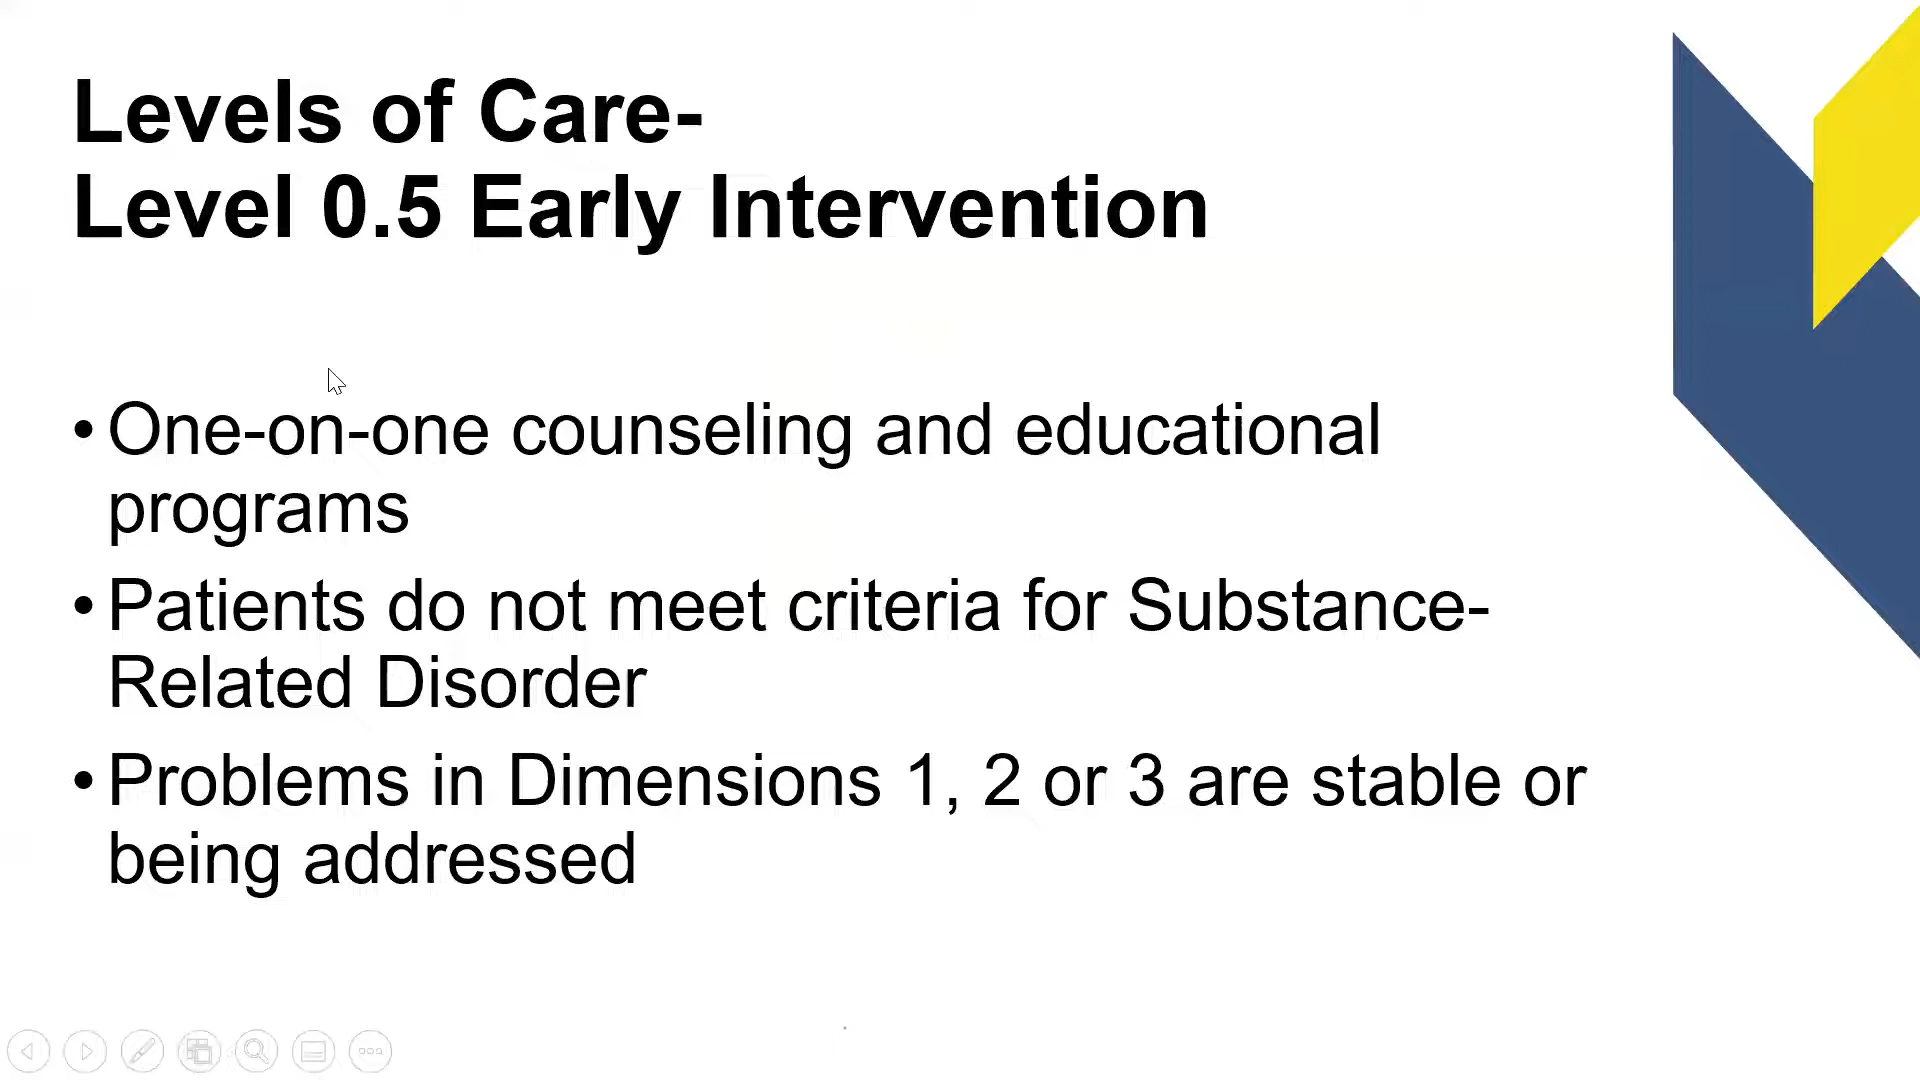 Levels of Care-
Level 0.5 Early Intervention
• One-on-one counseling and educational
programs
• Patients do not meet criteria for Substance-
Related Disorder
• Problems in Dimensions 1, 2 or 3 are stable or
being addressed